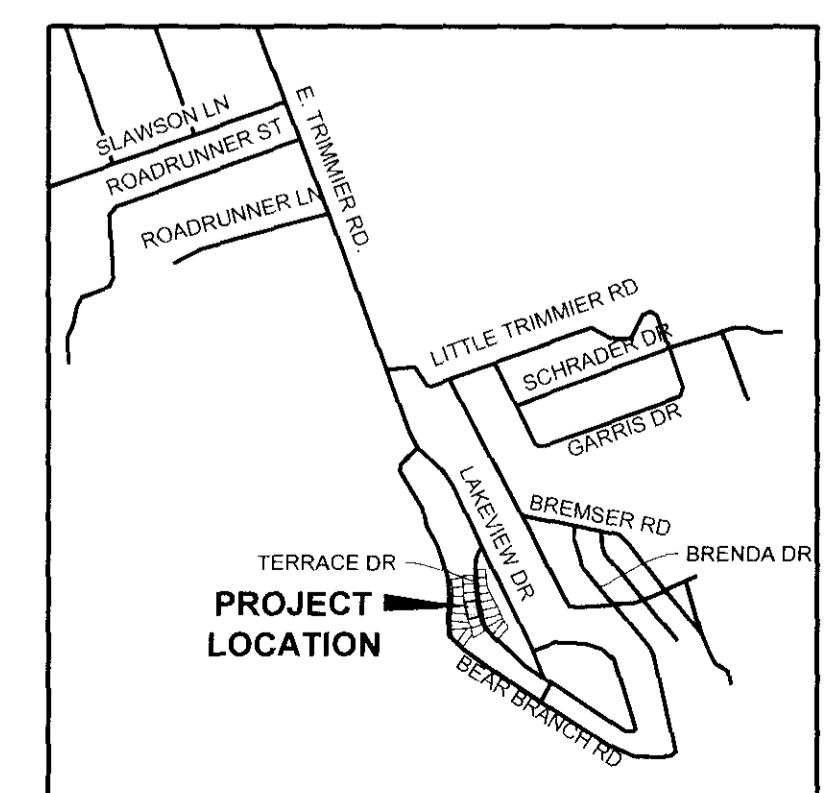 SLAWSON LN
ROADRUNNER ST
E. TRIMMIER RD.
ROADRUNNER LN
LITTLE TRIMMIER RD
SCHRADER DR
GARRIS DR
LAKEVIEW DR
BREMSER RD
TERRACE DR
BRENDA DR
PROJECT
LOCATION
BEAR BRANCH RD